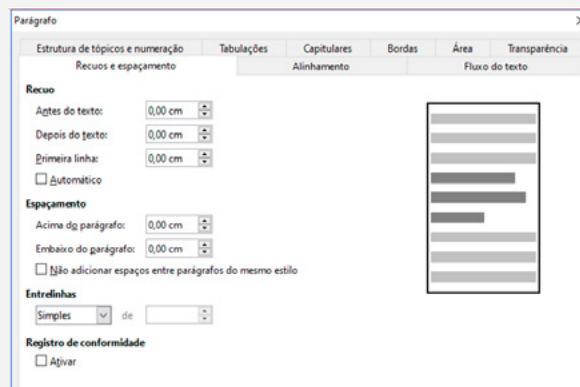 Parágrafo
Estrutura de tópicos e numeração Tabulações Capitulares Bordas Área Transparência
Recuos e espaçamento Alinhamento Fluxo do texto
Recuo
Antes do texto: 0,00 cm
Depois do texto: 0,00 cm
Primeira linha: 0,00 cm
Automático
Espaçamento
Acima do parágrafo: 0,00 cm
Embaixo do parágrafo: 0,00 cm
Não adicionar espaços entre parágrafos do mesmo estilo
Entrelinhas
Simples de
Registro de conformidade
Ativar